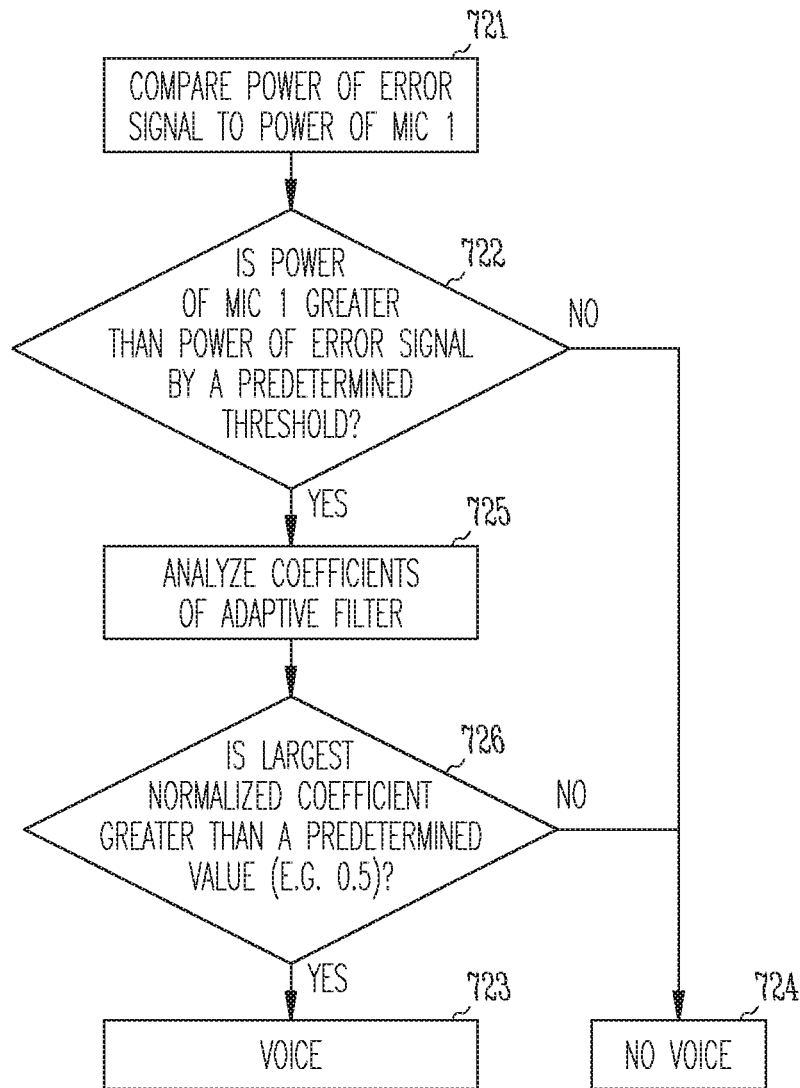 721
COMPARE POWER OF ERROR
SIGNAL TO POWER OF MIC 1
722
IS POWER
OF MIC 1 GREATER
THAN POWER OF ERROR SIGNAL
BY A PREDETERMINED
THRESHOLD?
NO
YES
725
ANALYZE COEFFICIENTS
OF ADAPTIVE FILTER
726
IS LARGEST
NORMALIZED COEFFICIENT
GREATER THAN A PREDETERMINED
VALUE (E.G. 0.5)?
NO
YES
723
VOICE
724
NO VOICE